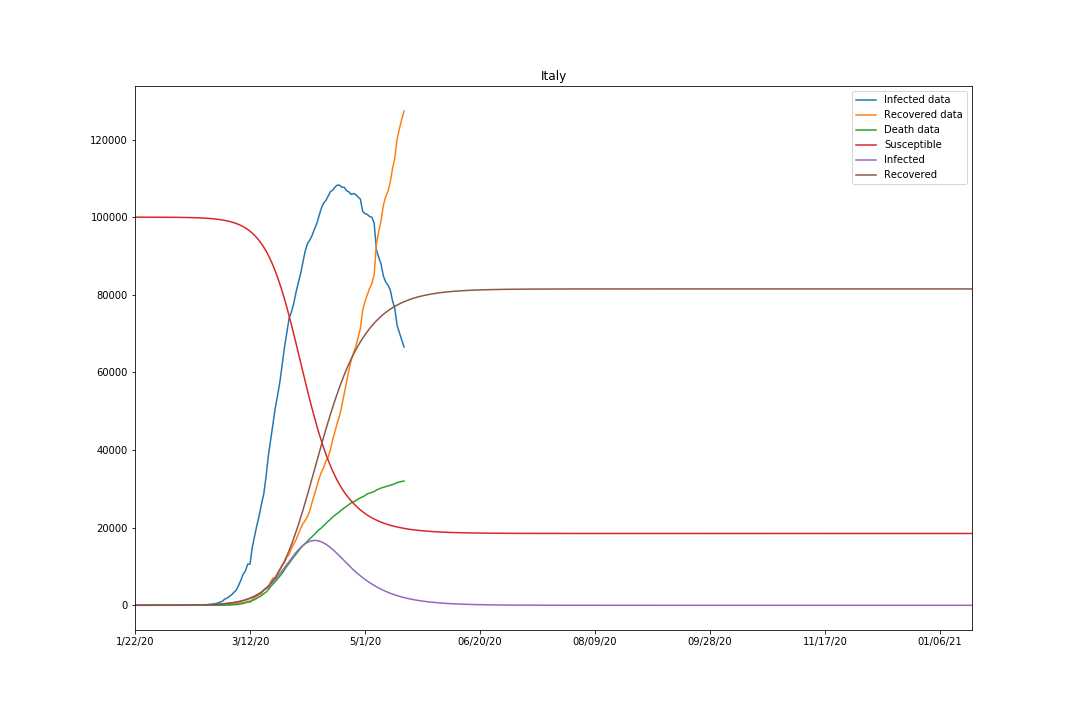 Italy
Infected data
Recovered data
Death data
Susceptible
Infected
Recovered
120000
100000
80000
60000
40000
20000
0
1/22/20 3/12/20 5/1/20 06/20/20 08/09/20 09/28/20 11/17/20 01/06/21